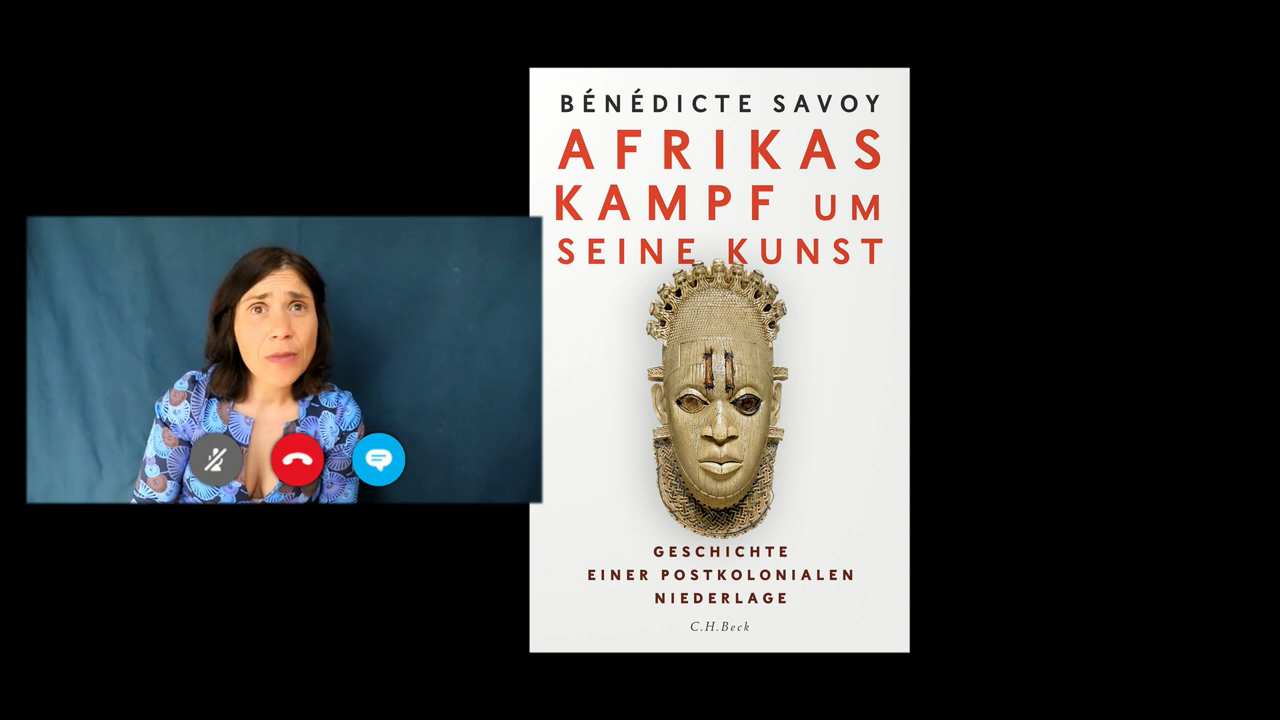 BÉNÉDICTE SAVOY
AFRIKAS
KAMPF UM
SEINE KUNST
GESCHICHTE
EINER POSTKOLONIALEN
NIEDERLAGE
C.H.Beck